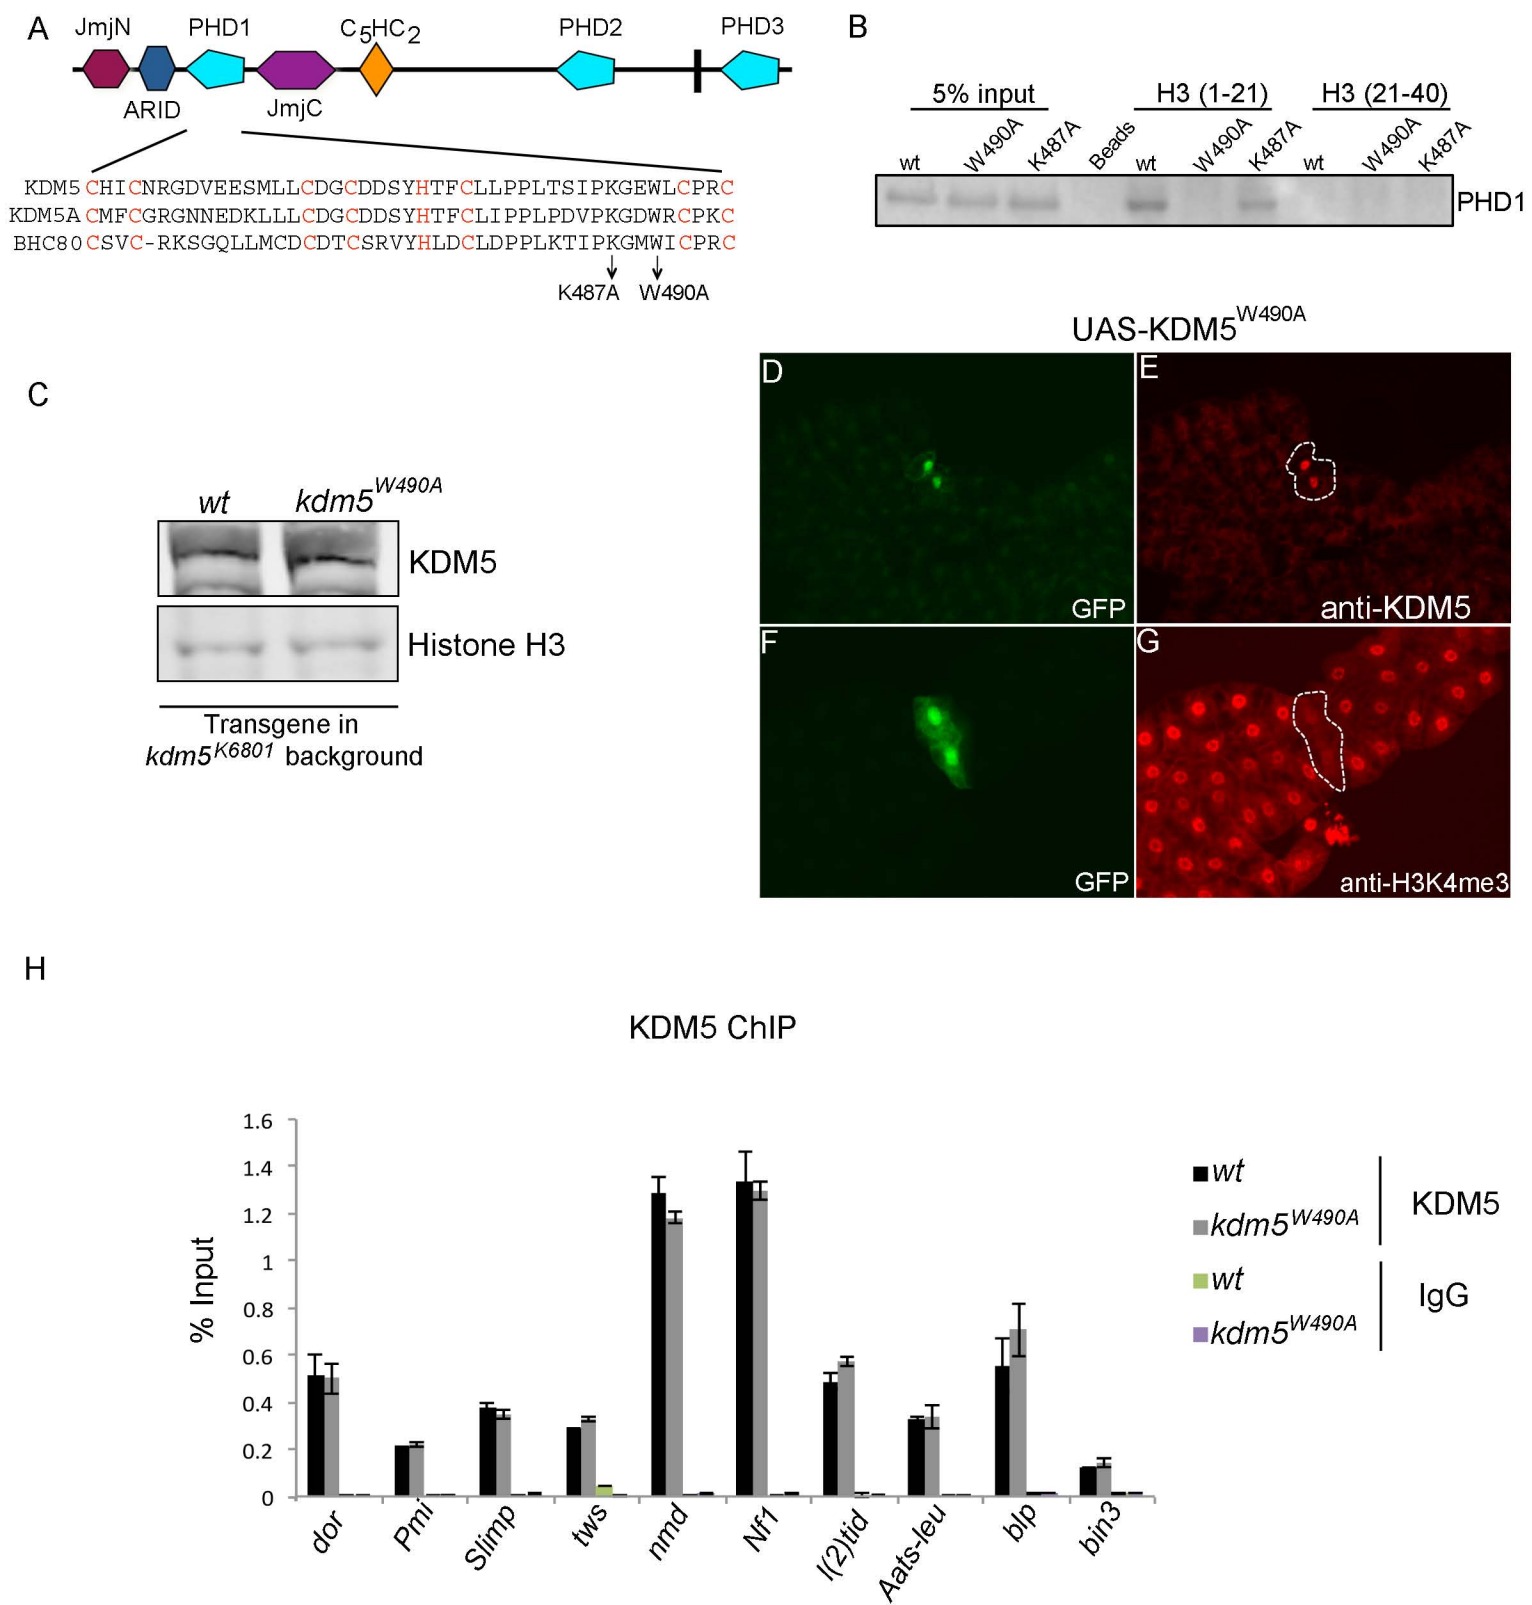 A
JmjN
PHD1
C5HC2
PHD2
PHD3
ARID
JmjC
KDM5 CHICNRGDVEESMLLCDGCDDSYHTFCLLPPLTSIPKGEWLCPRC
KDM5A CMFCGRGNNEDKLLLCDGCDDSYHTFCLIPPLPDVPKGDWRCPKC
BHC80 CSVC-RKSGQLLMCDCDTCSRVYHLDCLDPPLKTIPKGMWICPRC
K487A W490A
B
5% input
H3 (1-21)
H3 (21-40)
wt W490A K487A Beads wt W490A K487A wt W490A K487A
PHD1
C
wt kdm5W490A
KDM5
Histone H3
Transgene in
kdm5K6801 background
UAS-KDM5W490A
D
GFP
E
anti-KDM5
F
GFP
G
anti-H3K4me3
H
KDM5 ChIP
% Input
1.6
1.4
1.2
1
0.8
0.6
0.4
0.2
0
dor Pmi Slimp tws nmd Nf1 l(2)tid Aats-leu blp bin3
wt
kdm5W490A
KDM5
wt
kdm5W490A
IgG